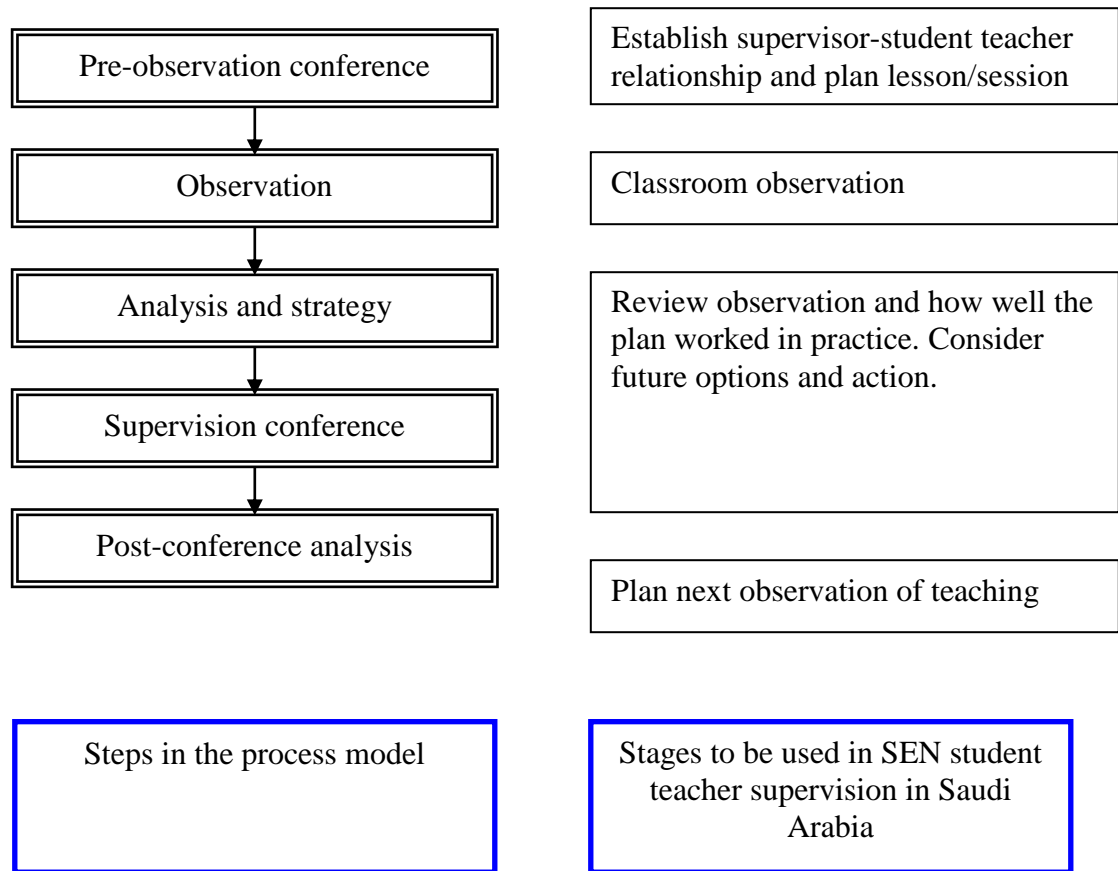 Pre-observation conference
Observation
Analysis and strategy
Supervision conference
Post-conference analysis
Establish supervisor-student teacher
relationship and plan lesson/session
Classroom observation
Review observation and how well the
plan worked in practice. Consider
future options and action.
Plan next observation of teaching
Steps in the process model
Stages to be used in SEN student
teacher supervision in Saudi
Arabia